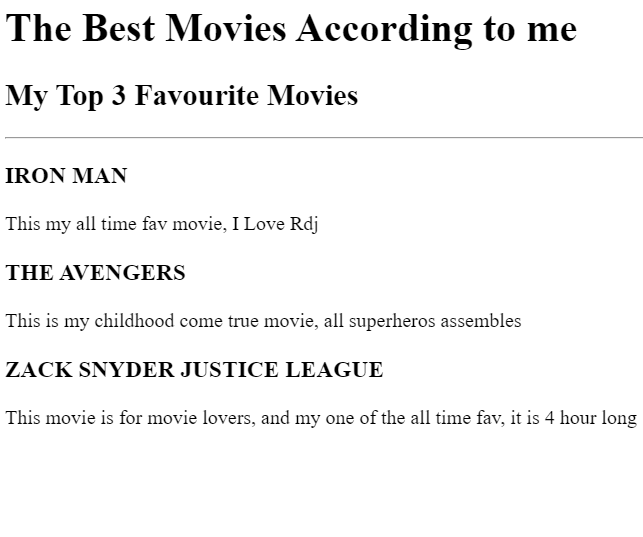 The Best Movies According to me
My Top 3 Favourite Movies
IRON MAN
This my all time fav movie, I Love Rdj
THE AVENGERS
This is my childhood come true movie, all superheros assembles
ZACK SNYDER JUSTICE LEAGUE
This movie is for movie lovers, and my one of the all time fav, it is 4 hour long